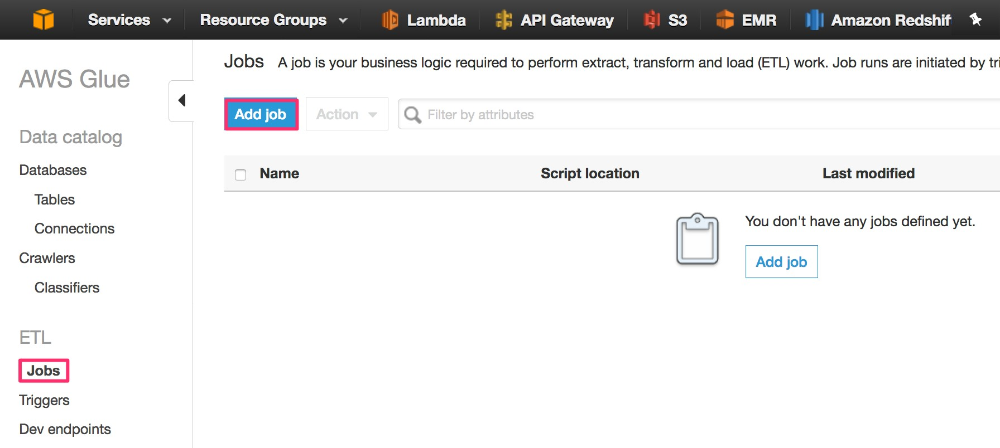 Services Resource Groups Lambda API Gateway S3 EMR Amazon Redshif
AWS Glue
Data catalog
Databases
Tables
Connections
Crawlers
Classifiers
ETL
Jobs
Triggers
Dev endpoints
Jobs A job is your business logic required to perform extract, transform and load (ETL) work. Job runs are initiated by tri
Add job Action Filter by attributes
Name Script location Last modified
You don't have any jobs defined yet.
Add job